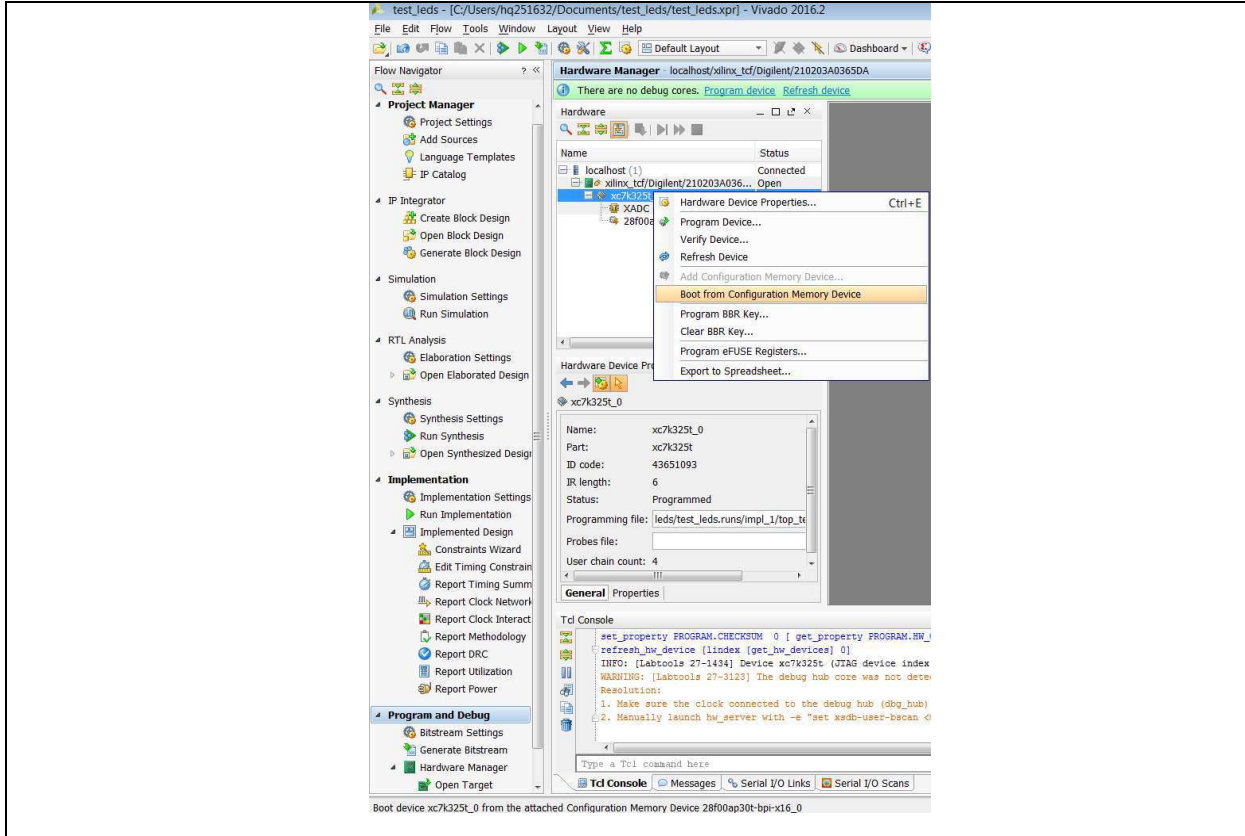 test_leds - [C:/Users/hq251632/Documents/test_leds/test_leds.xpr] - Vivado 2016.2
File Edit Flow Tools Window Layout View Help
Default Layout Dashboard
Flow Navigator ? «
Project Manager
Project Settings
Add Sources
Language Templates
IP Catalog
IP Integrator
Create Block Design
Open Block Design
Generate Block Design
Simulation
Simulation Settings
Run Simulation
RTL Analysis
Elaboration Settings
Open Elaborated Design
Synthesis
Synthesis Settings
Run Synthesis
Open Synthesized Desigr
Implementation
Implementation Settings
Run Implementation
Implemented Design
Constraints Wizard
Edit Timing Constrain
Report Timing Summ
Report Clock Network
Report Clock Interact
Report Methodology
Report DRC
Report Utilization
Report Power
Program and Debug
Bitstream Settings
Generate Bitstream
Hardware Manager
Open Target
Hardware Manager - localhost/xilinx_tcf/Digilent/210203A0365DA
There are no debug cores. Program device Refresh device
Hardware
Name Status
localhost (1) Connected
xilinx_tcf/Digilent/210203A036... Open
xc7k325t
XADC
28f00a
Hardware Device Properties... Ctrl+E
Program Device...
Verify Device...
Refresh Device
Add Configuration Memory Device...
Boot from Configuration Memory Device
Program BBR Key...
Clear BBR Key...
Program eFUSE Registers...
Export to Spreadsheet...
Hardware Device Pro
xc7k325t_0
Name: xc7k325t_0
Part: xc7k325t
ID code: 43651093
IR length: 6
Status: Programmed
Programming file: leds/test_leds.runs/impl_1/top_te
Probes file:
User chain count: 4
General Properties
Tcl Console
set_property PROGRAM.CHECKSUM 0 [ get_property PROGRAM.HW_
refresh_hw_device [lindex [get_hw_devices] 0]
INFO: [Labtools 27-1434] Device xc7k325t (JTAG device index
WARNING: [Labtools 27-3123] The debug hub core was not dete
Resolution:
1. Make sure the clock connected to the debug hub (dbg_hub)
2. Manually launch hw_server with -e "set xsdb-user-bscan <
Type a Tcl command here
Tcl Console Messages Serial I/O Links Serial I/O Scans
Boot device xc7k325t_0 from the attached Configuration Memory Device 28f00ap30t-bpi-x16_0